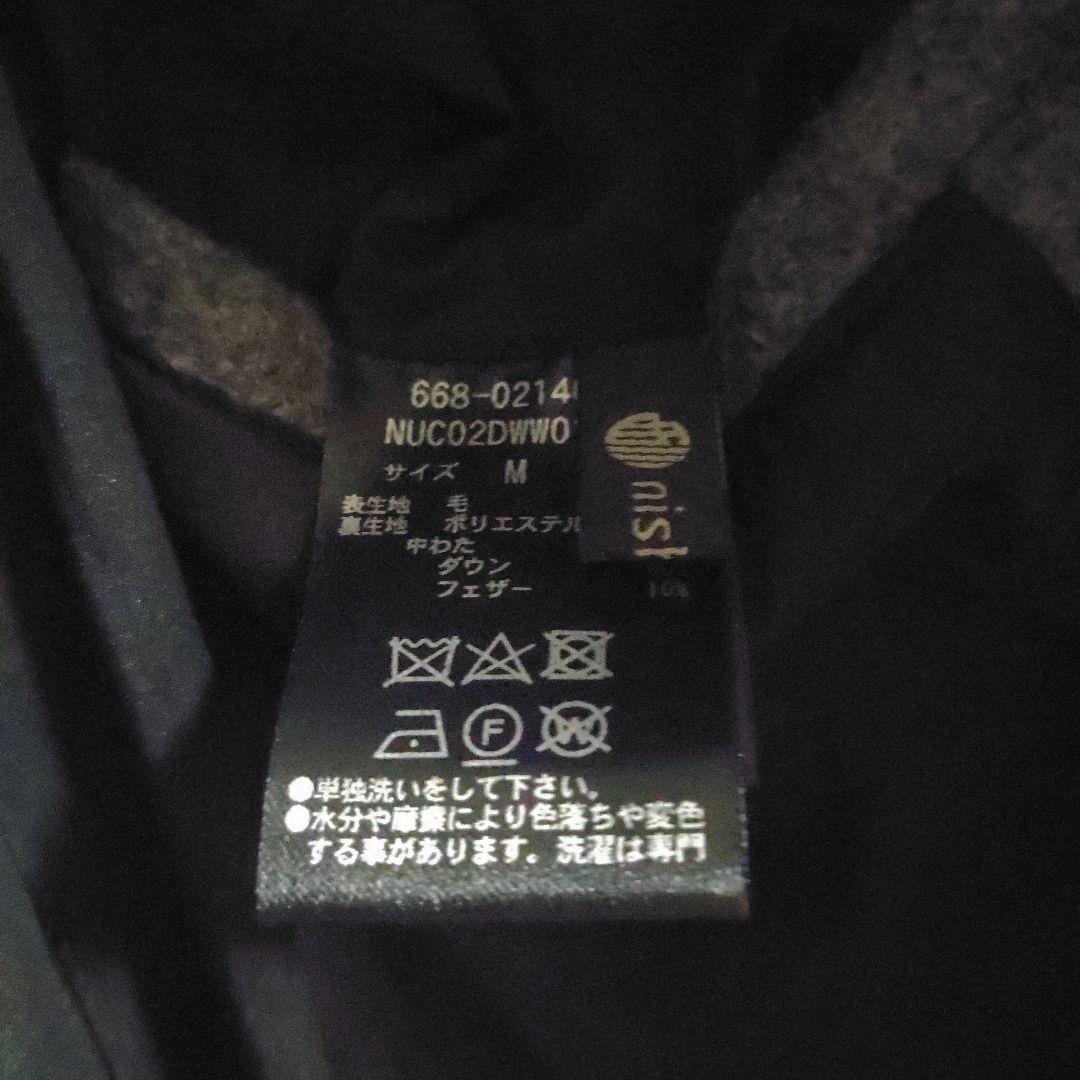 668-0214
NUC02DWW0
サイズ M
表生地 毛
裏生地 ポリエステル
中わた
ダウン
フェザー 10%
F
W
●単独洗いをして下さい。
●水分や摩擦により色落ちや変色
する事があります。洗濯は専門